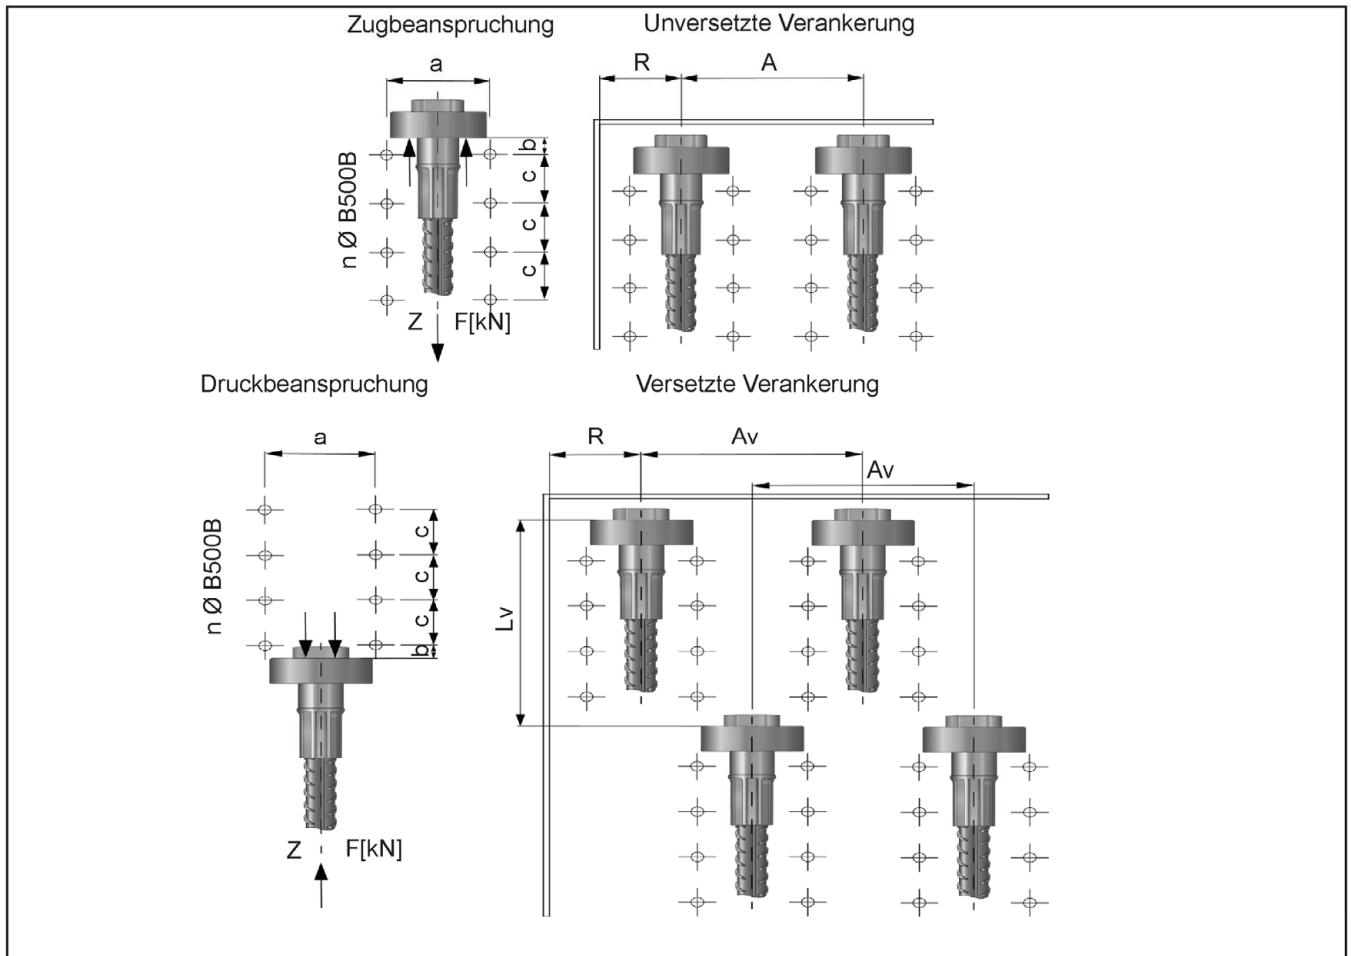 Zugbeanspruchung
a
b
c
c
c
n Ø B500B
Z F[kN]
Unversetzte Verankerung
R A
Druckbeanspruchung
a
c
c
c
b
n Ø B500B
Z F[kN]
Versetzte Verankerung
R Av
Av
Lv